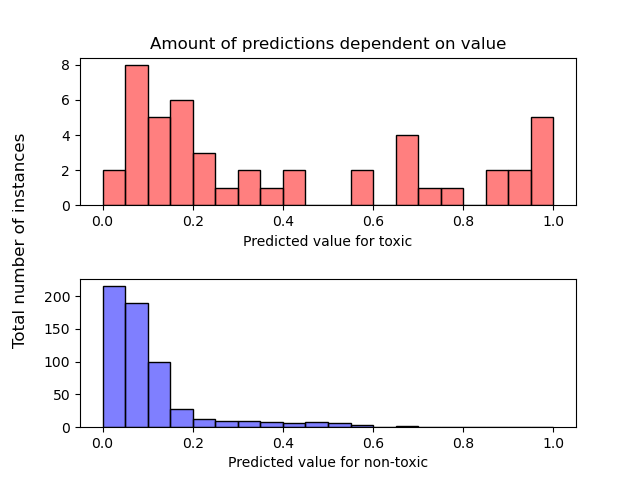 Amount of predictions dependent on value
Total number of instances
8
6
4
2
0
0.0 0.2 0.4 0.6 0.8 1.0
Predicted value for toxic
200
150
100
50
0
0.0 0.2 0.4 0.6 0.8 1.0
Predicted value for non-toxic